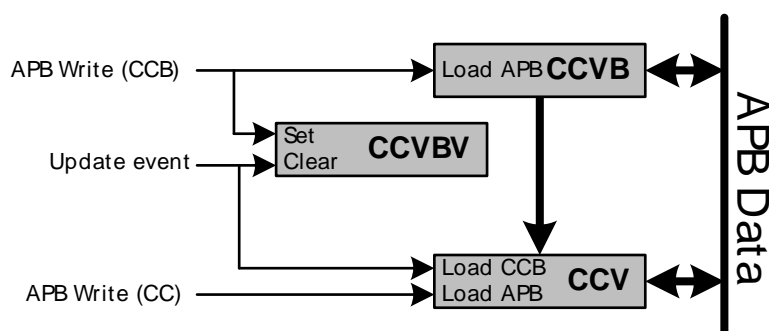 APB Write (CCB)
Load APB CCVB
Set
Clear
CCVBV
Update event
Load CCB
Load APB
CCV
APB Write (CC)
APB Data